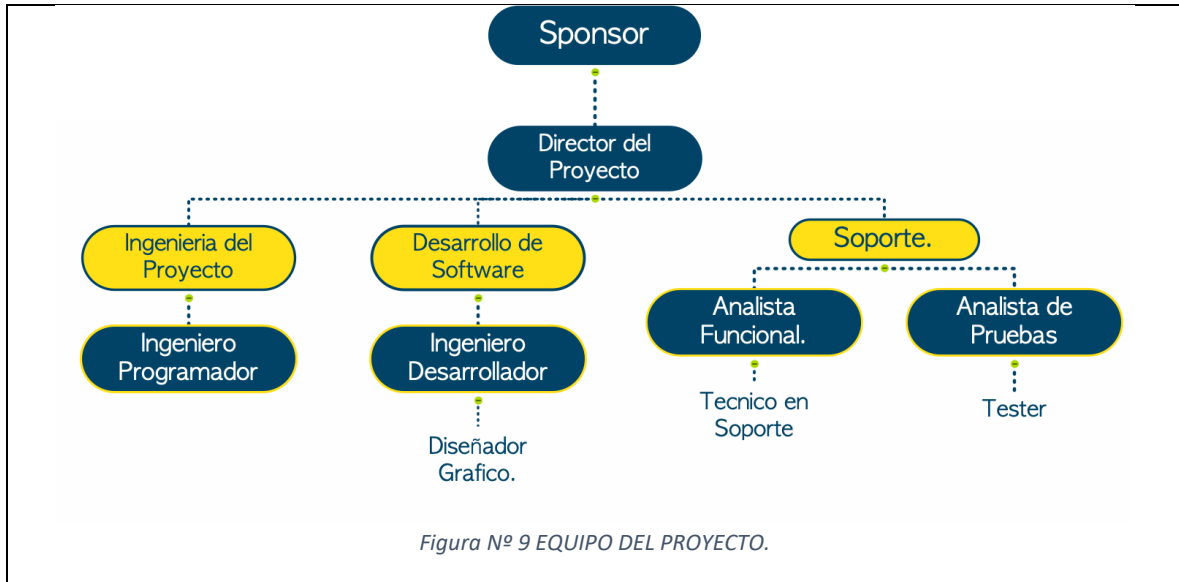 Sponsor
Director del
Proyecto
Ingenieria del
Proyecto
Desarrollo de
Software
Soporte.
Ingeniero
Programador
Ingeniero
Desarrollador
Analista
Funcional.
Analista de
Pruebas
Diseñador
Grafico.
Tecnico en
Soporte
Tester
Figura Nº 9 EQUIPO DEL PROYECTO.